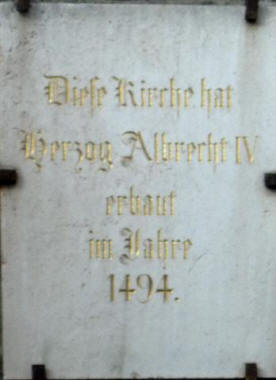 Diese Kirche hat
Herzog Albrecht IV
erbaut
im Jahre
1494.